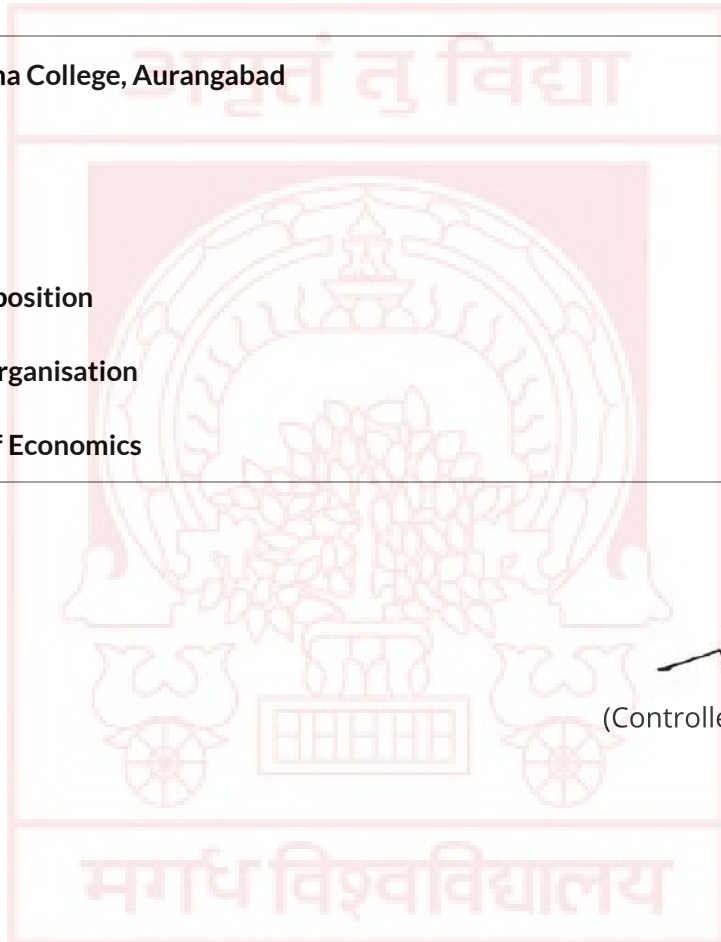 अमृतं तु विद्या
na College, Aurangabad
position
rganisation
f Economics
(Controlle
मगध विश्वविद्यालय